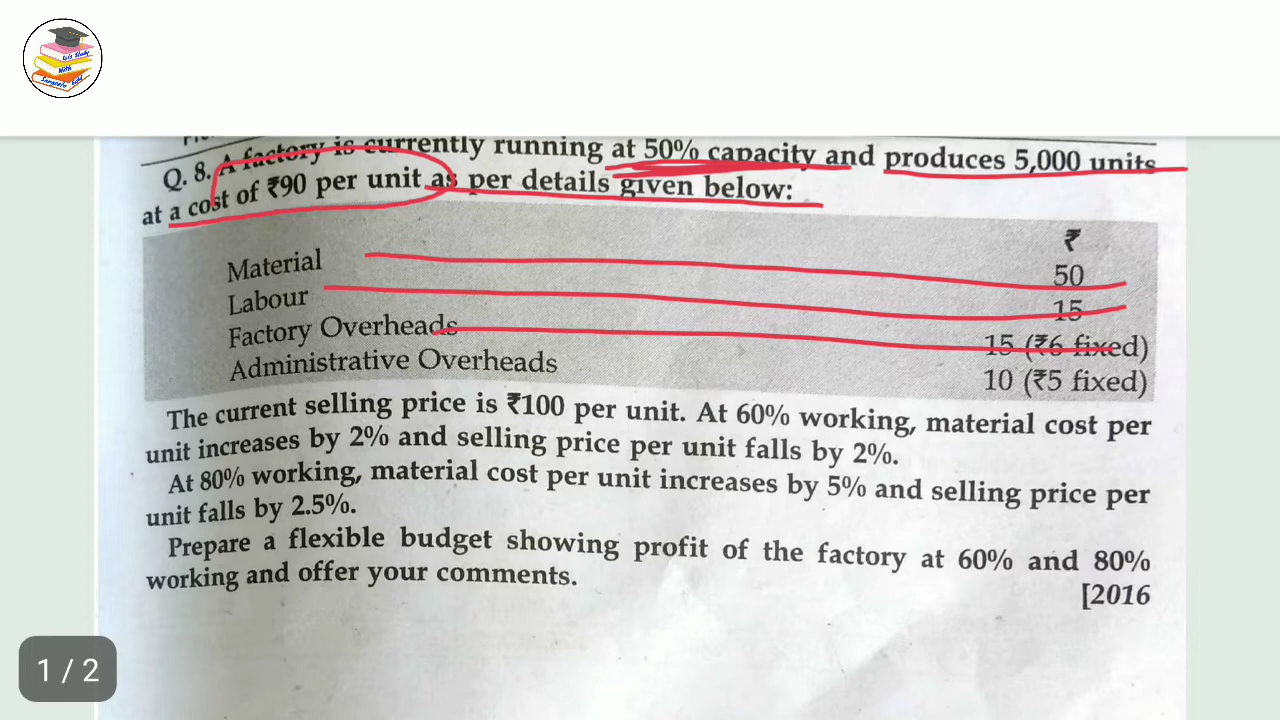 Let's Study
With
Q. 8. A factory is currently running at 50% capacity and produces 5,000 units
at a cost of ₹90 per unit as per details given below:
₹
Material 50
Labour 15
Factory Overheads 15 (₹6 fixed)
Administrative Overheads 10 (₹5 fixed)
The current selling price is ₹100 per unit. At 60% working, material cost per
unit increases by 2% and selling price per unit falls by 2%.
At 80% working, material cost per unit increases by 5% and selling price per
unit falls by 2.5%.
Prepare a flexible budget showing profit of the factory at 60% and 80%
working and offer your comments. [2016
1 / 2